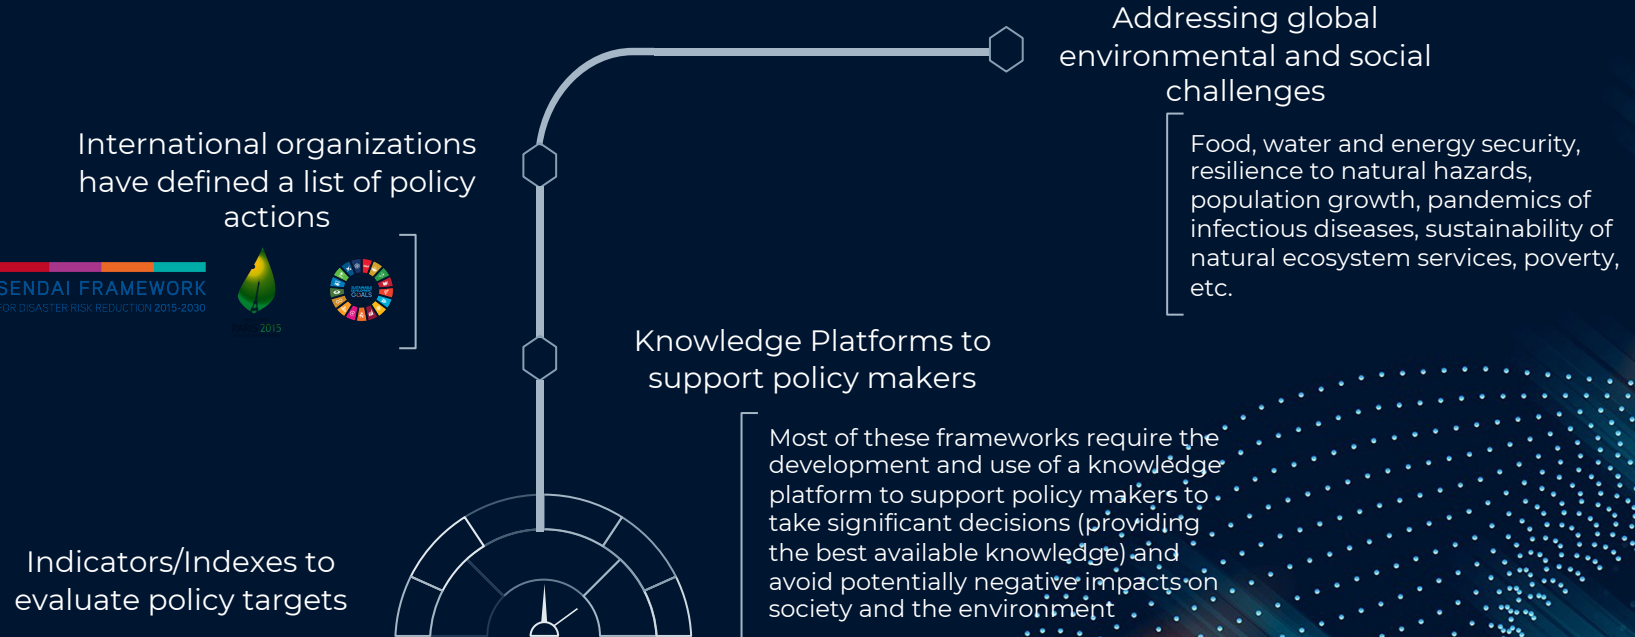 Addressing global
environmental and social
challenges
Food, water and energy security,
resilience to natural hazards,
population growth, pandemics of
infectious diseases, sustainability of
natural ecosystem services, poverty,
etc.
International organizations
have defined a list of policy
actions
SENDAI FRAMEWORK
FOR DISASTER RISK REDUCTION 2015-2030
2015
GOALS
Knowledge Platforms to
support policy makers
Most of these frameworks require the
development and use of a knowledge
platform to support policy makers to
take significant decisions (providing
the best available knowledge) and
avoid potentially negative impacts on
society and the environment
Indicators/Indexes to
evaluate policy targets